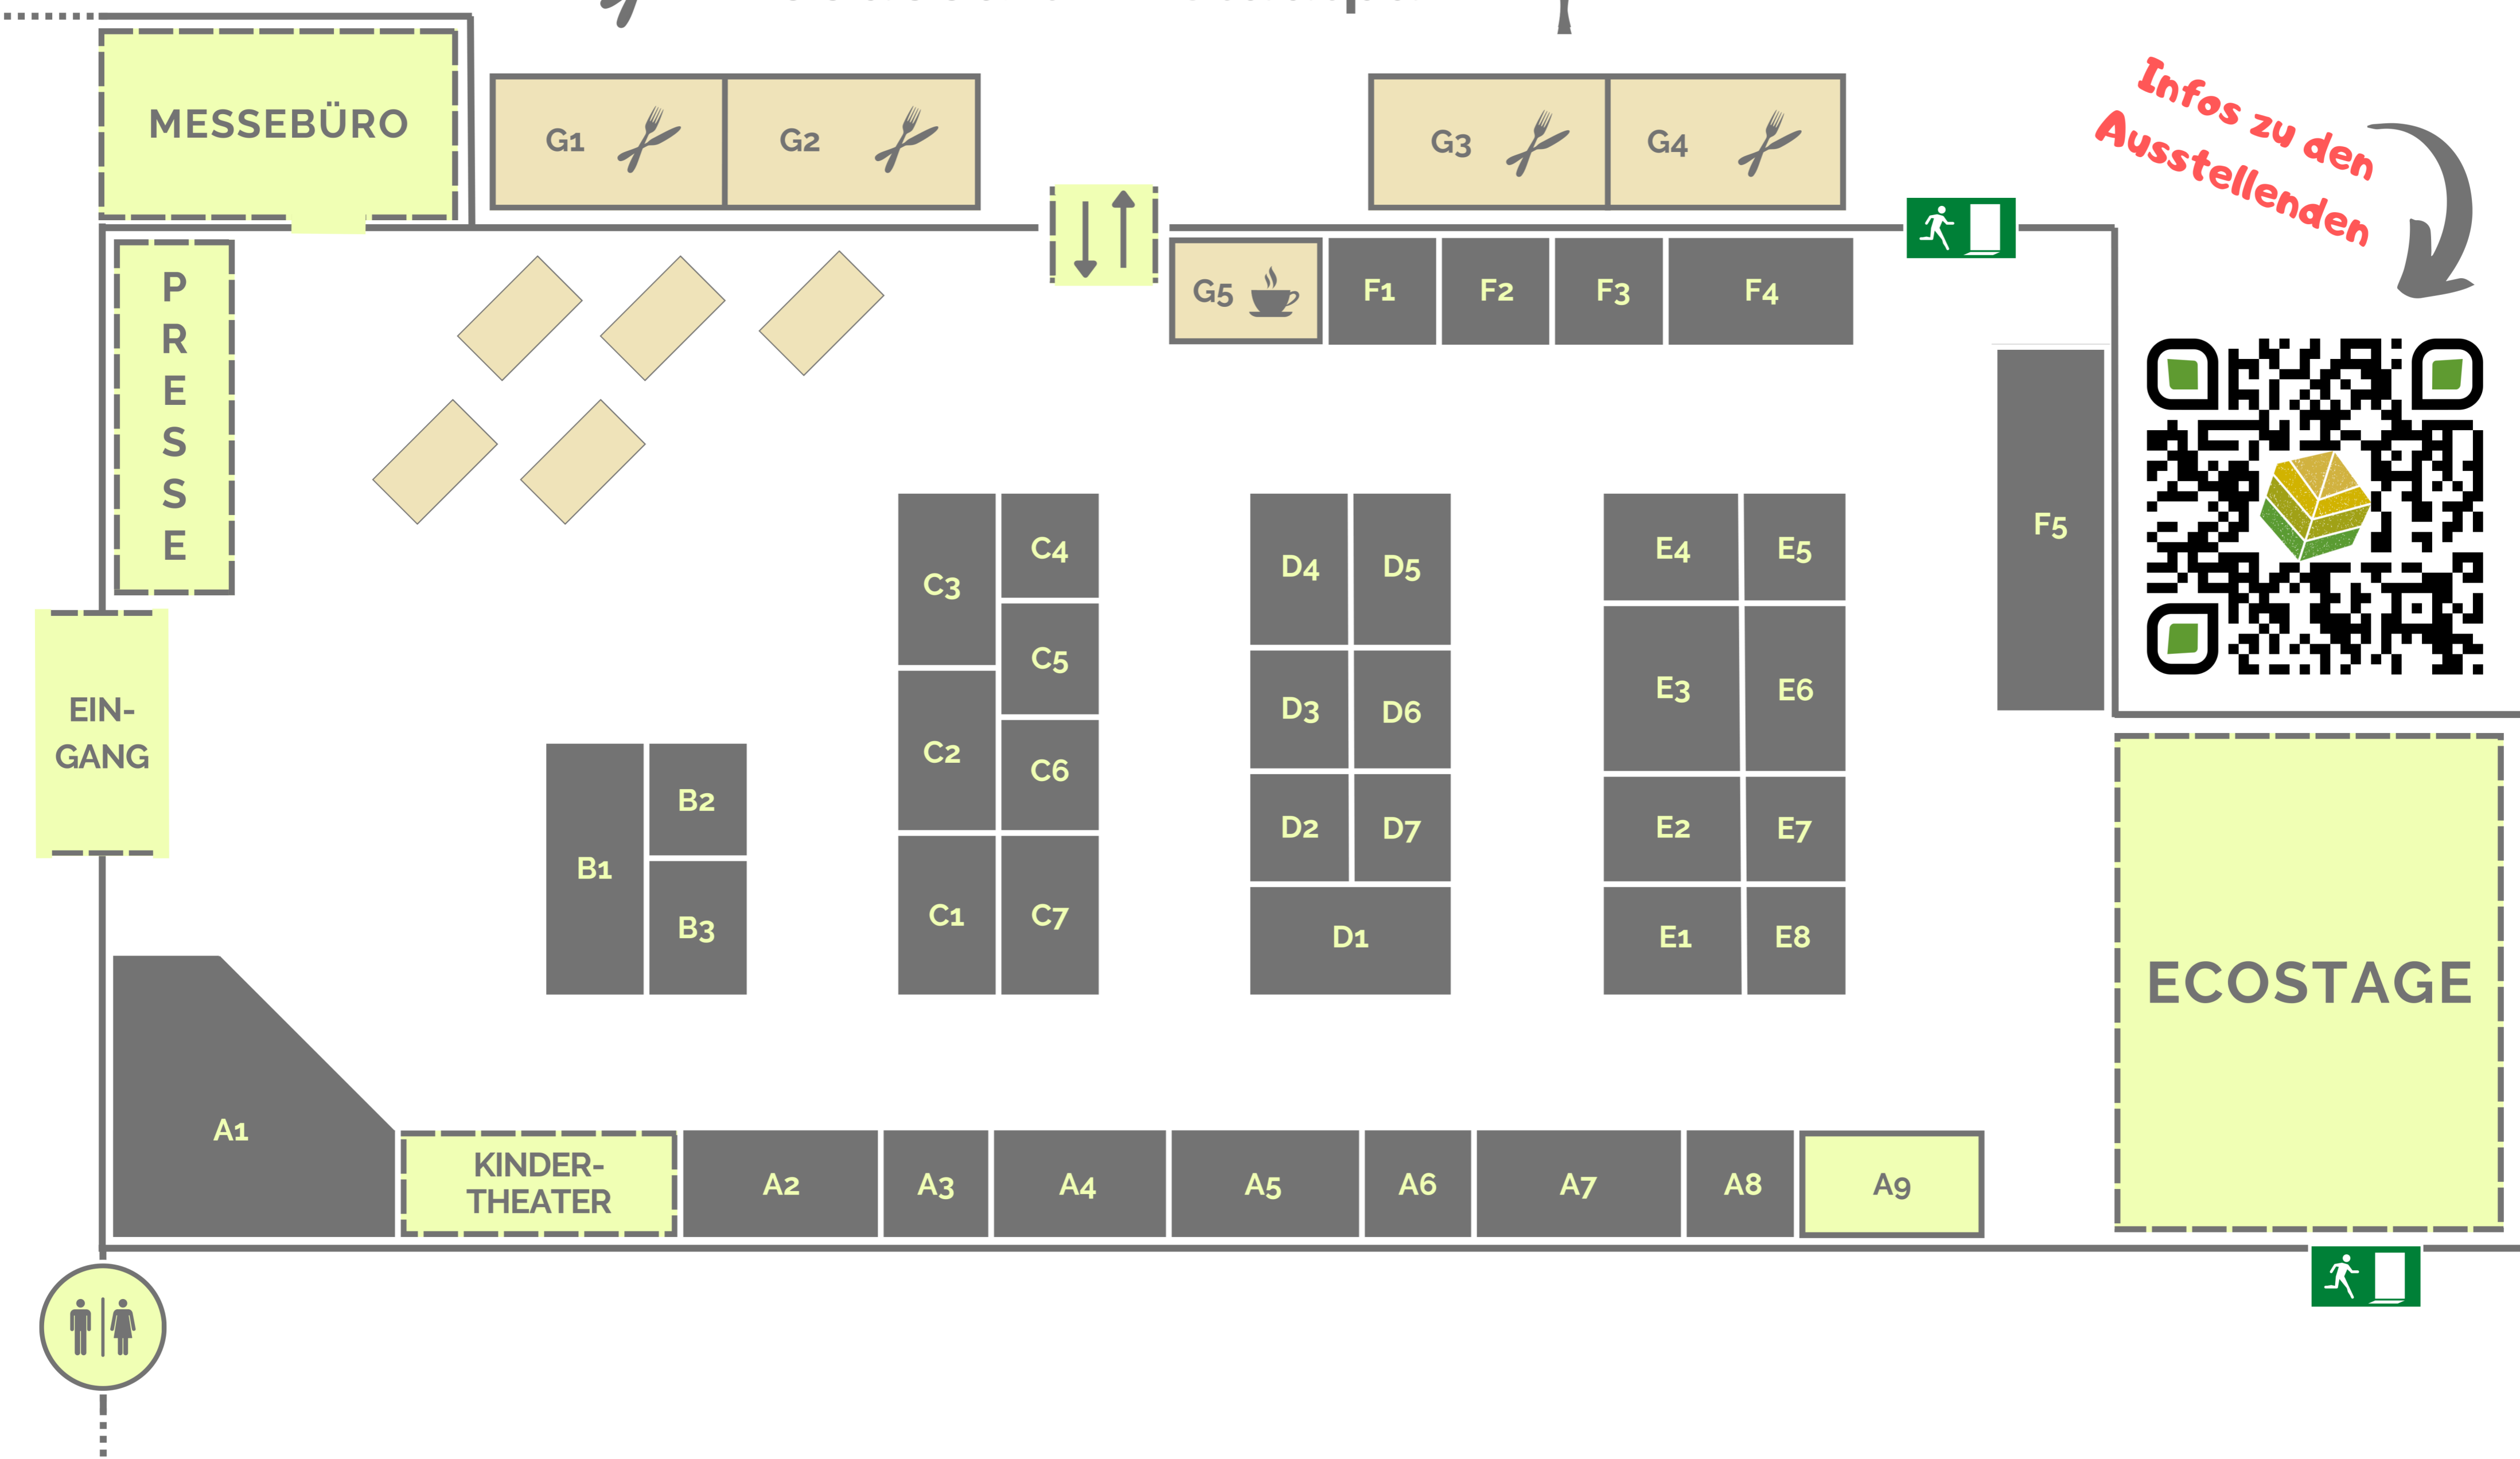 MESSEBÜRO
G1
G2
G3
G4
Infos zu den
Ausstellenden
PRESSE
G5
F1
F2
F3
F4
F5
EIN-
GANG
C3
C4
C5
C2
C6
C1
C7
D4
D5
D3
D6
D2
D7
D1
E4
E5
E3
E6
E2
E7
E1
E8
B1
B2
B3
ECOSTAGE
A1
KINDER-
THEATER
A2
A3
A4
A5
A6
A7
A8
A9